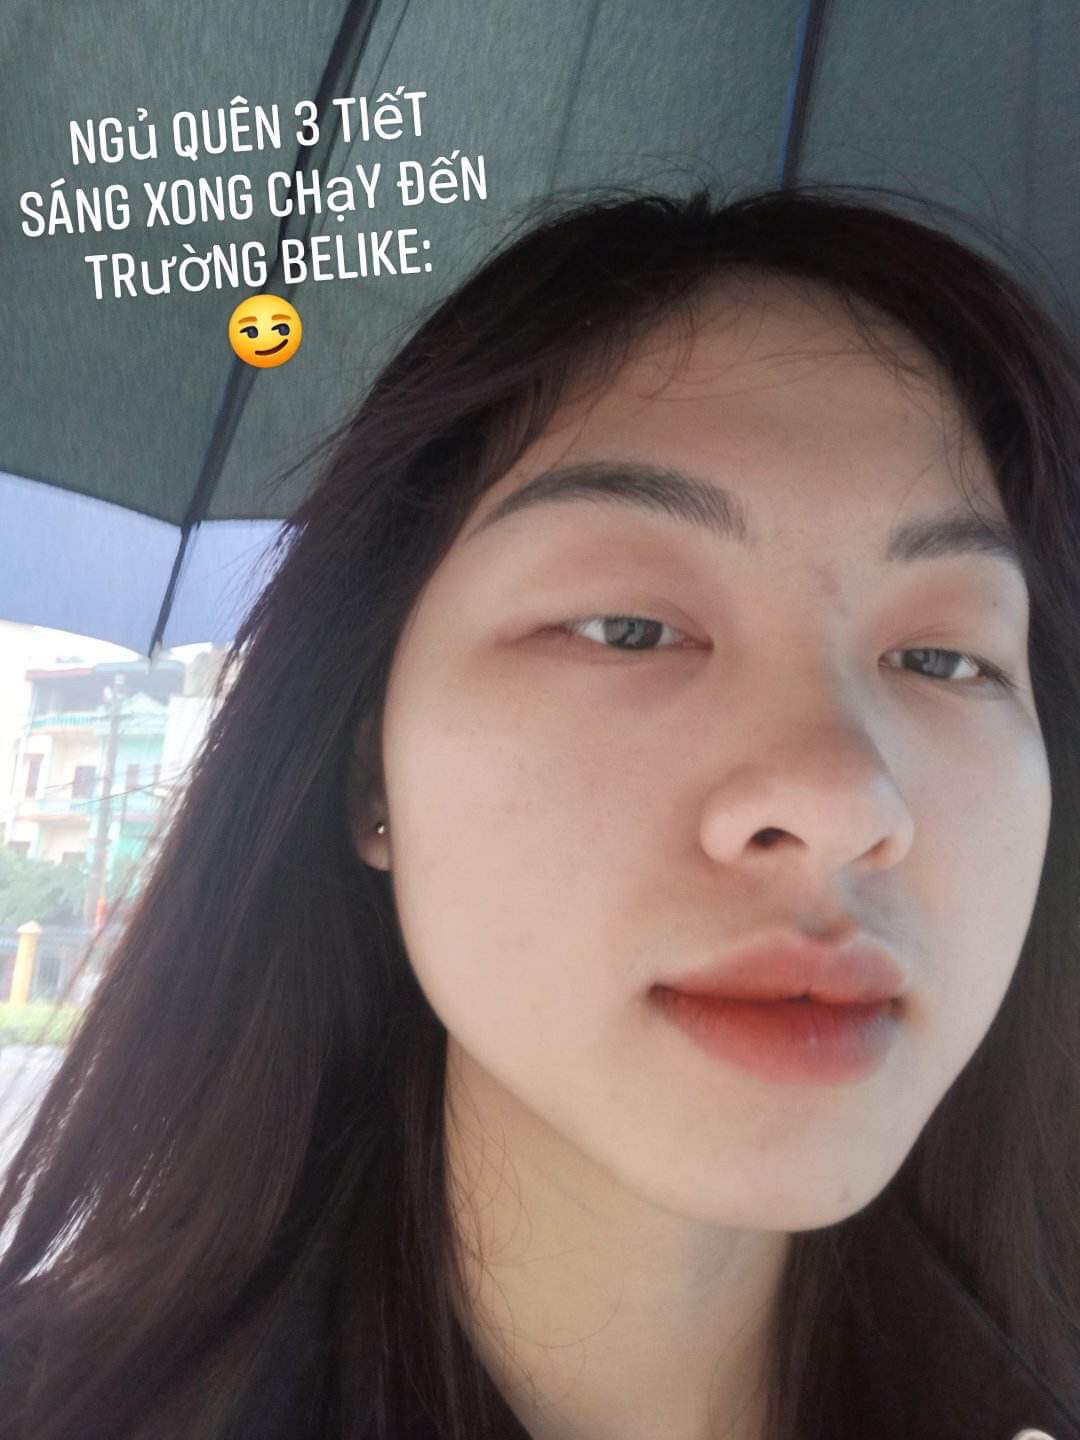 NGủ QUÊN 3 TIếT
SÁNG XONG CHạY ĐếN
TRườNG BELIKE:
😏